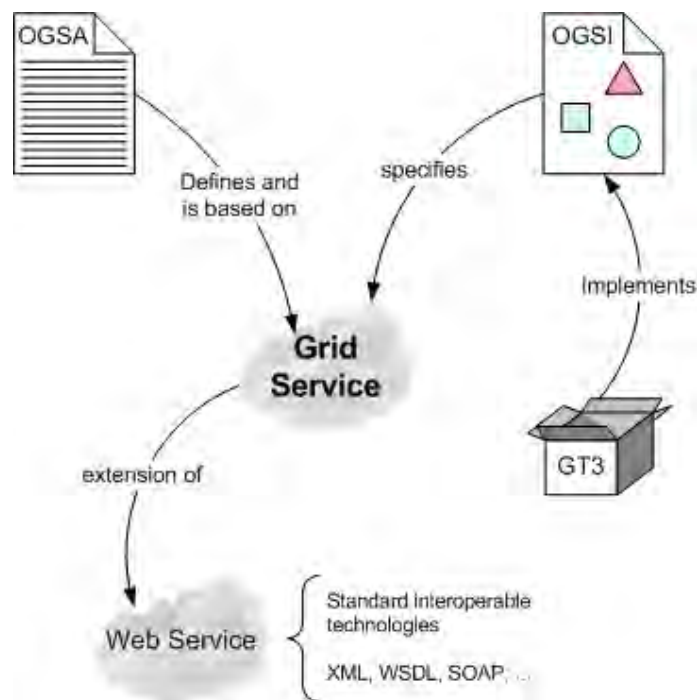 OGSA
OGSI
Defines and
is based on
specifies
Implements
Grid
Service
GT3
extension of
Web Service
Standard Interoperable
technologies
XML, WSDL, SOAP, ...